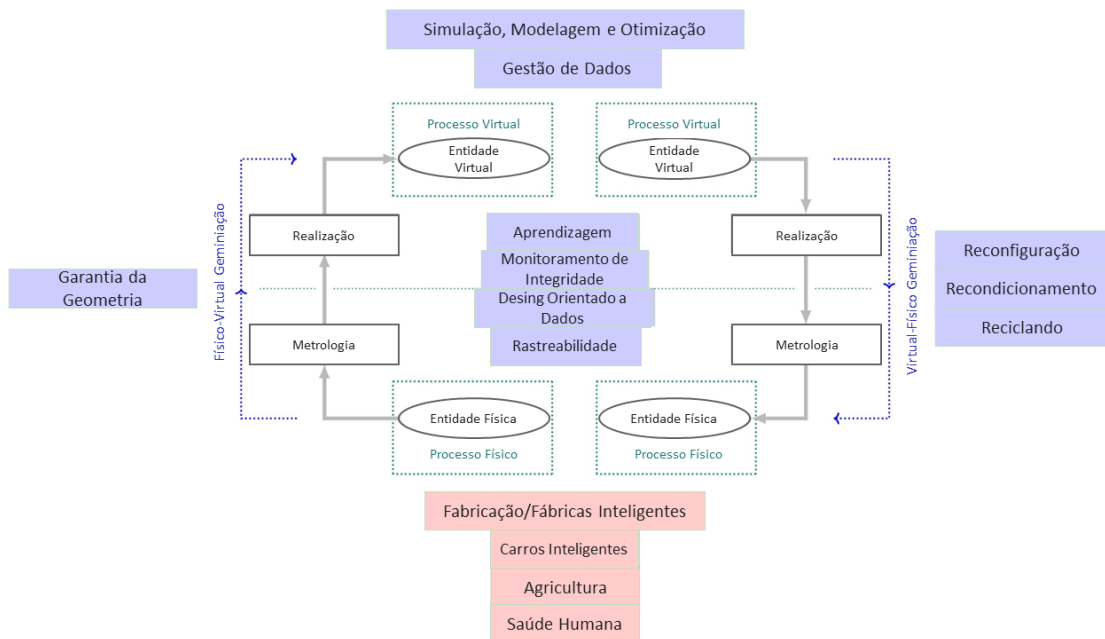 Simulação, Modelagem e Otimização
Gestão de Dados
Processo Virtual
Entidade
Virtual
Processo Virtual
Entidade
Virtual
Físico-Virtual Geminiação
Realização
Aprendizagem
Realização
Virtual-Físico Geminiação
Garantia da
Geometria
Monitoramento de
Integridade
Desing Orientado a
Dados
Rastreabilidade
Reconfiguração
Recondicionamento
Reciclando
Metrologia
Metrologia
Entidade Física
Processo Físico
Entidade Física
Processo Físico
Fabricação/Fábricas Inteligentes
Carros Inteligentes
Agricultura
Saúde Humana